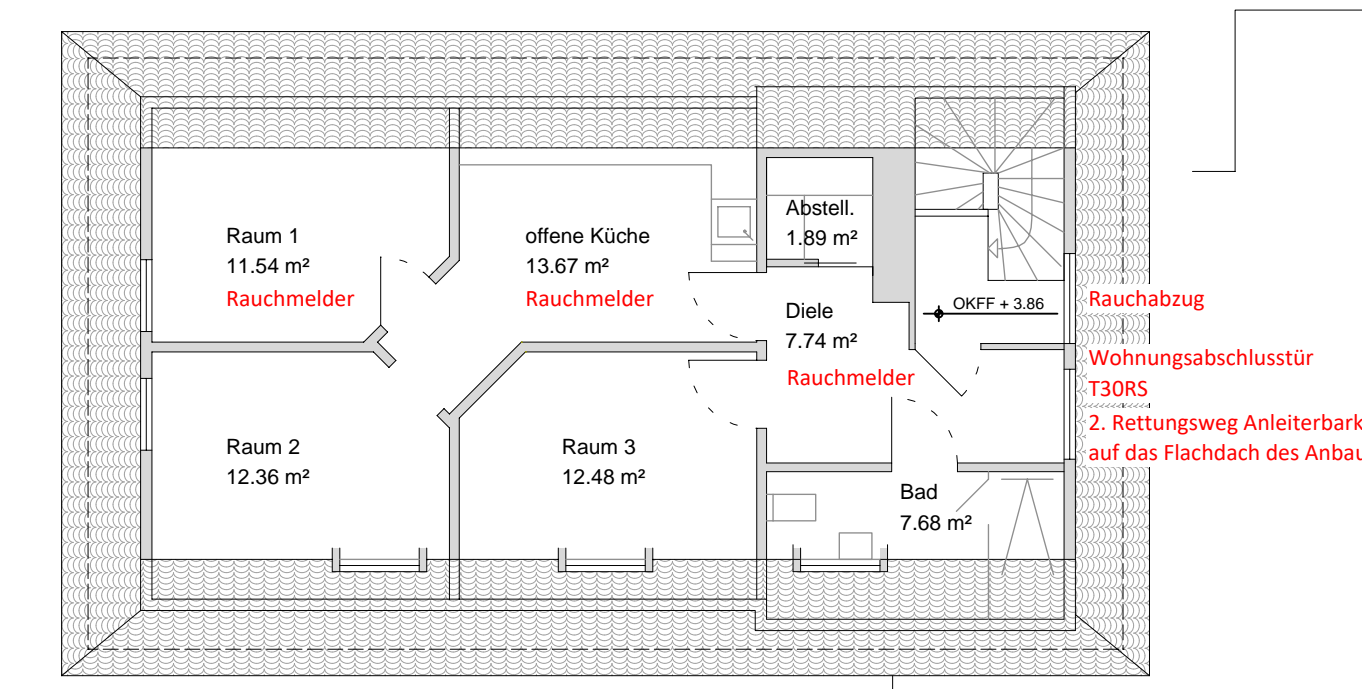 Raum 1
11.54 m²
Rauchmelder
offene Küche
13.67 m²
Rauchmelder
Abstell.
1.89 m²
Diele
7.74 m²
Rauchmelder
OKFF + 3.86
Rauchabzug
Wohnungsabschlusstür
T30RS
2. Rettungsweg Anleiterbark
auf das Flachdach des Anbau
Raum 2
12.36 m²
Raum 3
12.48 m²
Bad
7.68 m²